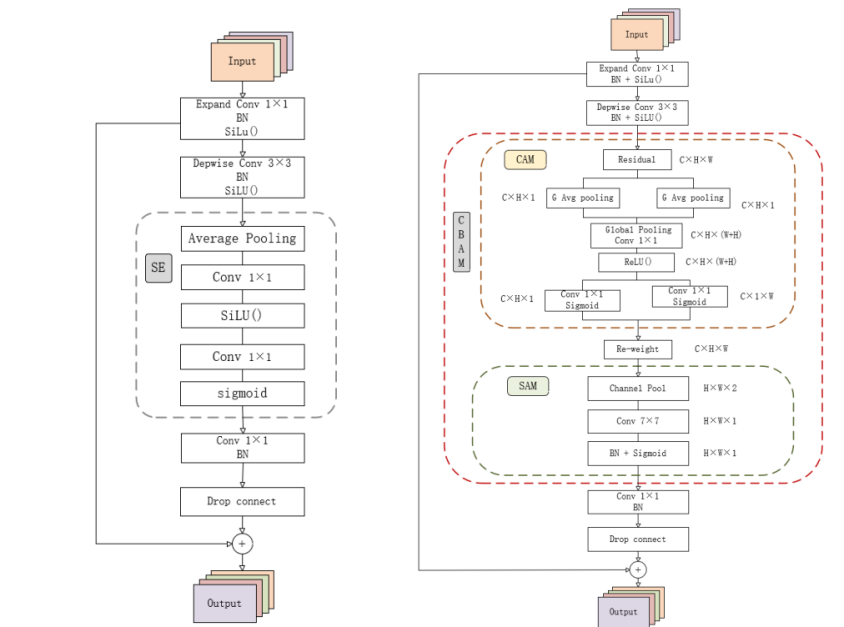 Input
Expand Conv 1×1
BN
SiLu()
Depwise Conv 3×3
BN
SiLU()
SE
Average Pooling
Conv 1×1
SiLU()
Conv 1×1
sigmoid
Conv 1×1
BN
Drop connect
+
Output
Input
Expand Conv 1×1
BN + SiLu()
Depwise Conv 3×3
BN + SiLU()
CBAM
CAM
Residual
C×H×W
C×H×1
G Avg pooling
G Avg pooling
C×H×1
Global Pooling
Conv 1×1
C×H×(W+H)
ReLU()
C×H×(W+H)
C×H×1
Conv 1×1
Sigmoid
Conv 1×1
Sigmoid
C×1×W
Re-weight
C×H×W
SAM
Channel Pool
H×W×2
Conv 7×7
H×W×1
BN + Sigmoid
H×W×1
Conv 1×1
BN
Drop connect
+
Output